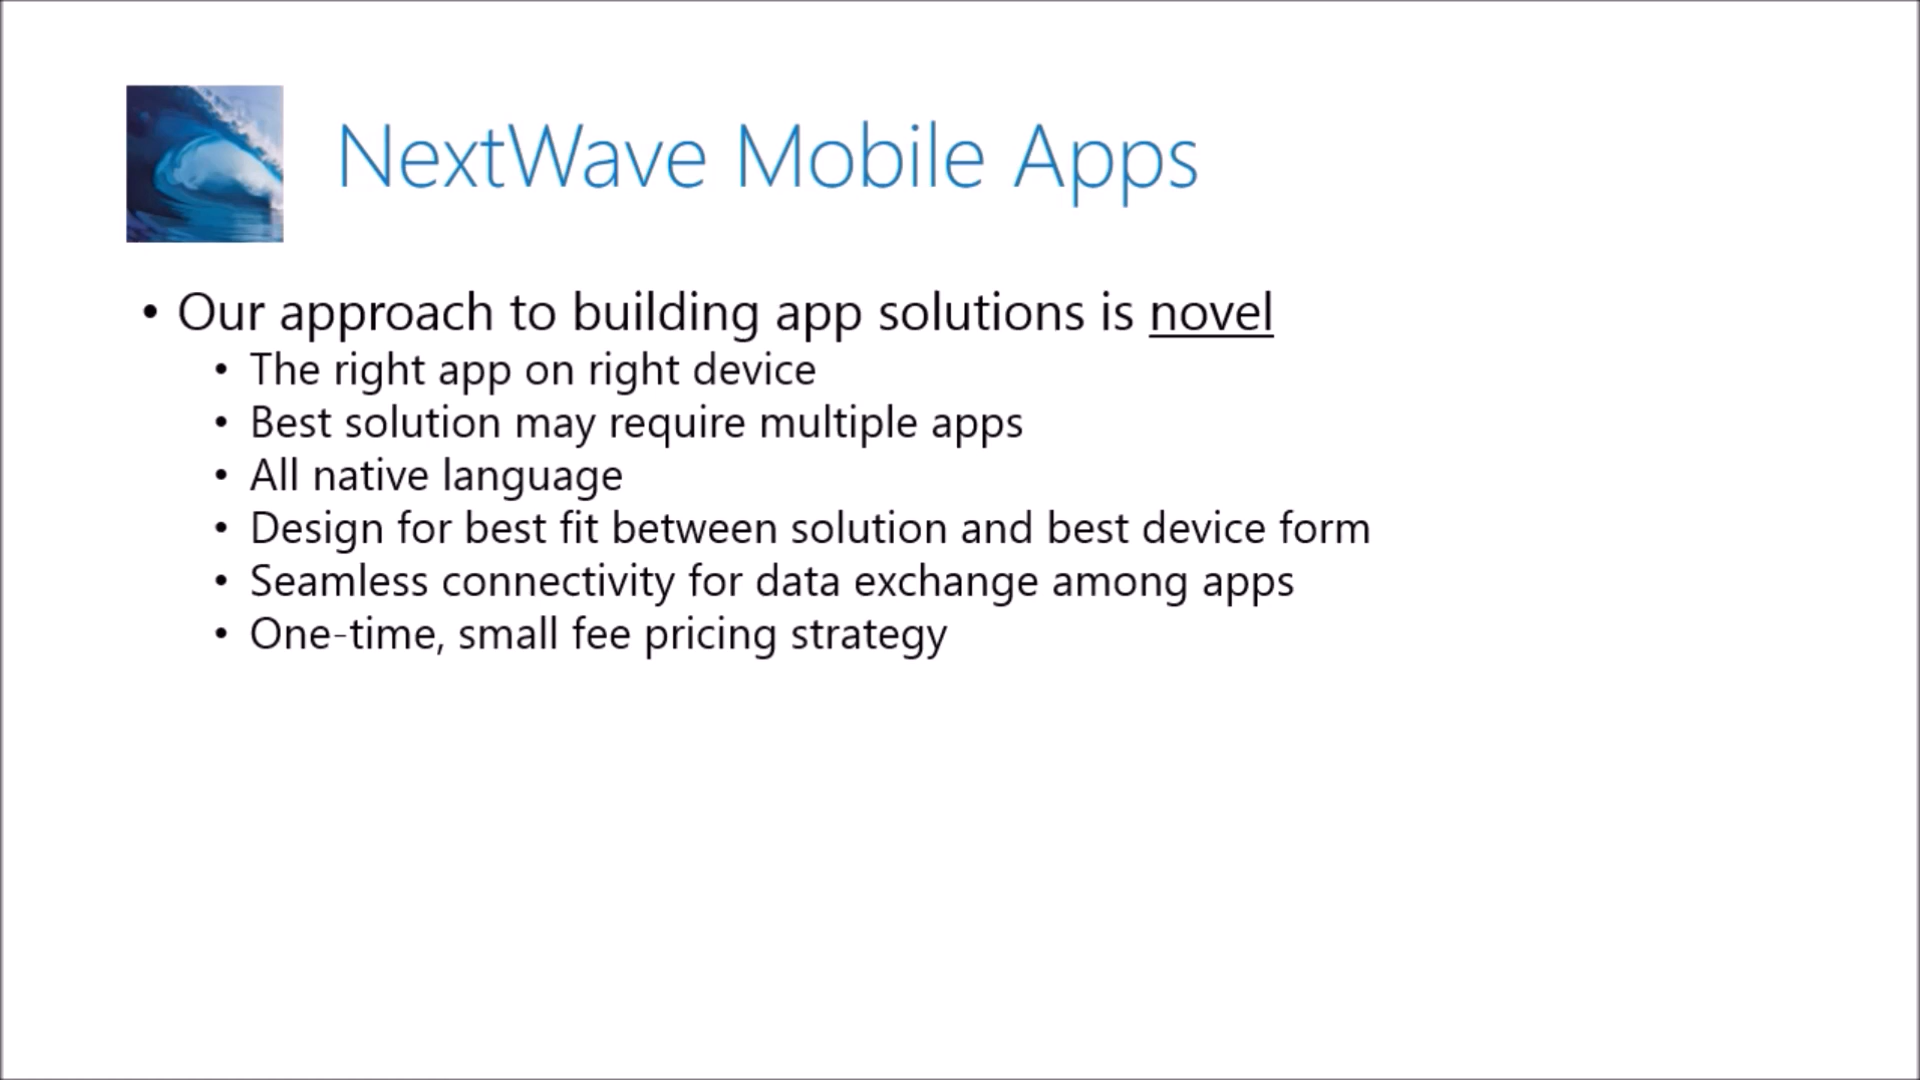 NextWave Mobile Apps
• Our approach to building app solutions is novel
• The right app on right device
• Best solution may require multiple apps
• All native language
• Design for best fit between solution and best device form
• Seamless connectivity for data exchange among apps
• One-time, small fee pricing strategy